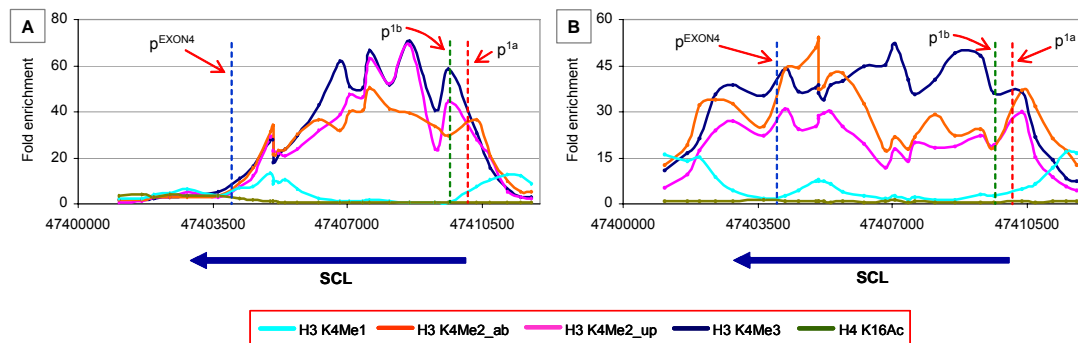 A
Fold enrichment
80
60
40
20
0
pEXON4
p1b
p1a
474000000 474035000 47407000 47410500
SCL
B
Fold enrichment
60
45
30
15
0
pEXON4
p1b
p1a
47400000 47403500 47407000 47410500
SCL
H3 K4Me1 H3 K4Me2_ab H3 K4Me2_up H3 K4Me3 H4 K16Ac